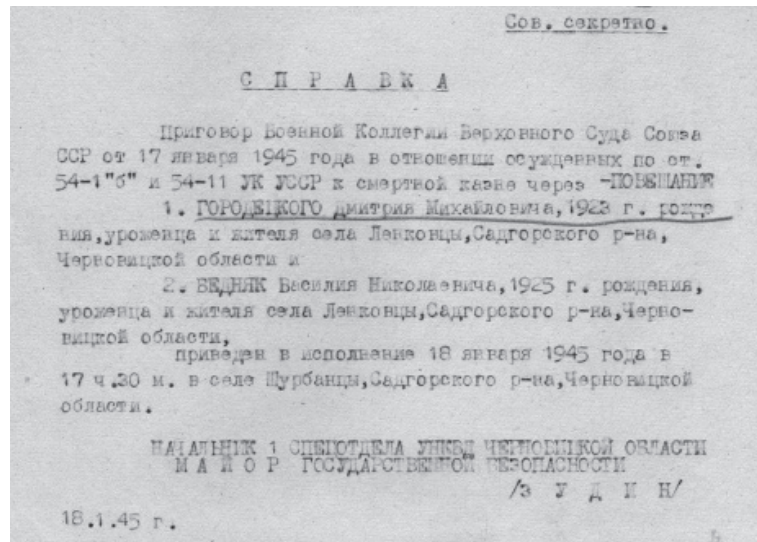 Сов. секретно.
С П Р А В К А
Приговор Военной Коллегии Верховного Суда Союза
ССР от 17 января 1945 года в отношении осужденных по ст.
54-1"б" и 54-11 УК УССР к смертной казне через -ПОВЕШАНИЕ
1. ГОРОДЕЦКОГО Дмитрия Михайловича,1923 г. рожде
ния,уроженца и жителя села Ленковцы,Садгорского р-на,
Черновицкой области и
2. БЕДНЯК Василия Николаевича,1925 г. рождения,
уроженца и жителя села Ленковцы,Садгорского р-на,Черно-
вицкой области,
приведен в исполнение 18 января 1945 года в
17 ч.30 м. в селе Шурбанцы,Садгорского р-на,Черновицкой
области.
НАЧАЛЬНИК 1 СПЕЦОТДЕЛА УНКВД ЧЕРНОВИЦКОЙ ОБЛАСТИ
М А Й О Р ГОСУДАРСТВЕННОЙ БЕЗОПАСНОСТИ
/З У Д И Н/
18.1.45 г.